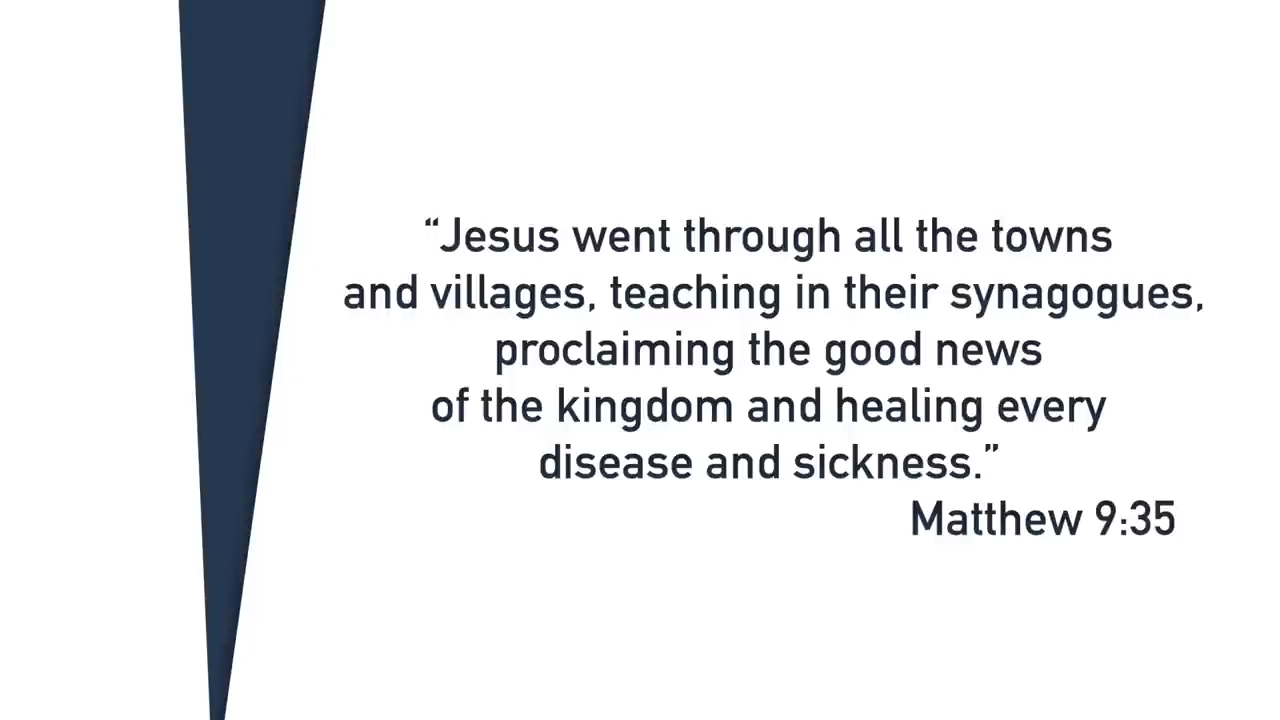 “Jesus went through all the towns
and villages, teaching in their synagogues,
proclaiming the good news
of the kingdom and healing every
disease and sickness.”
Matthew 9:35